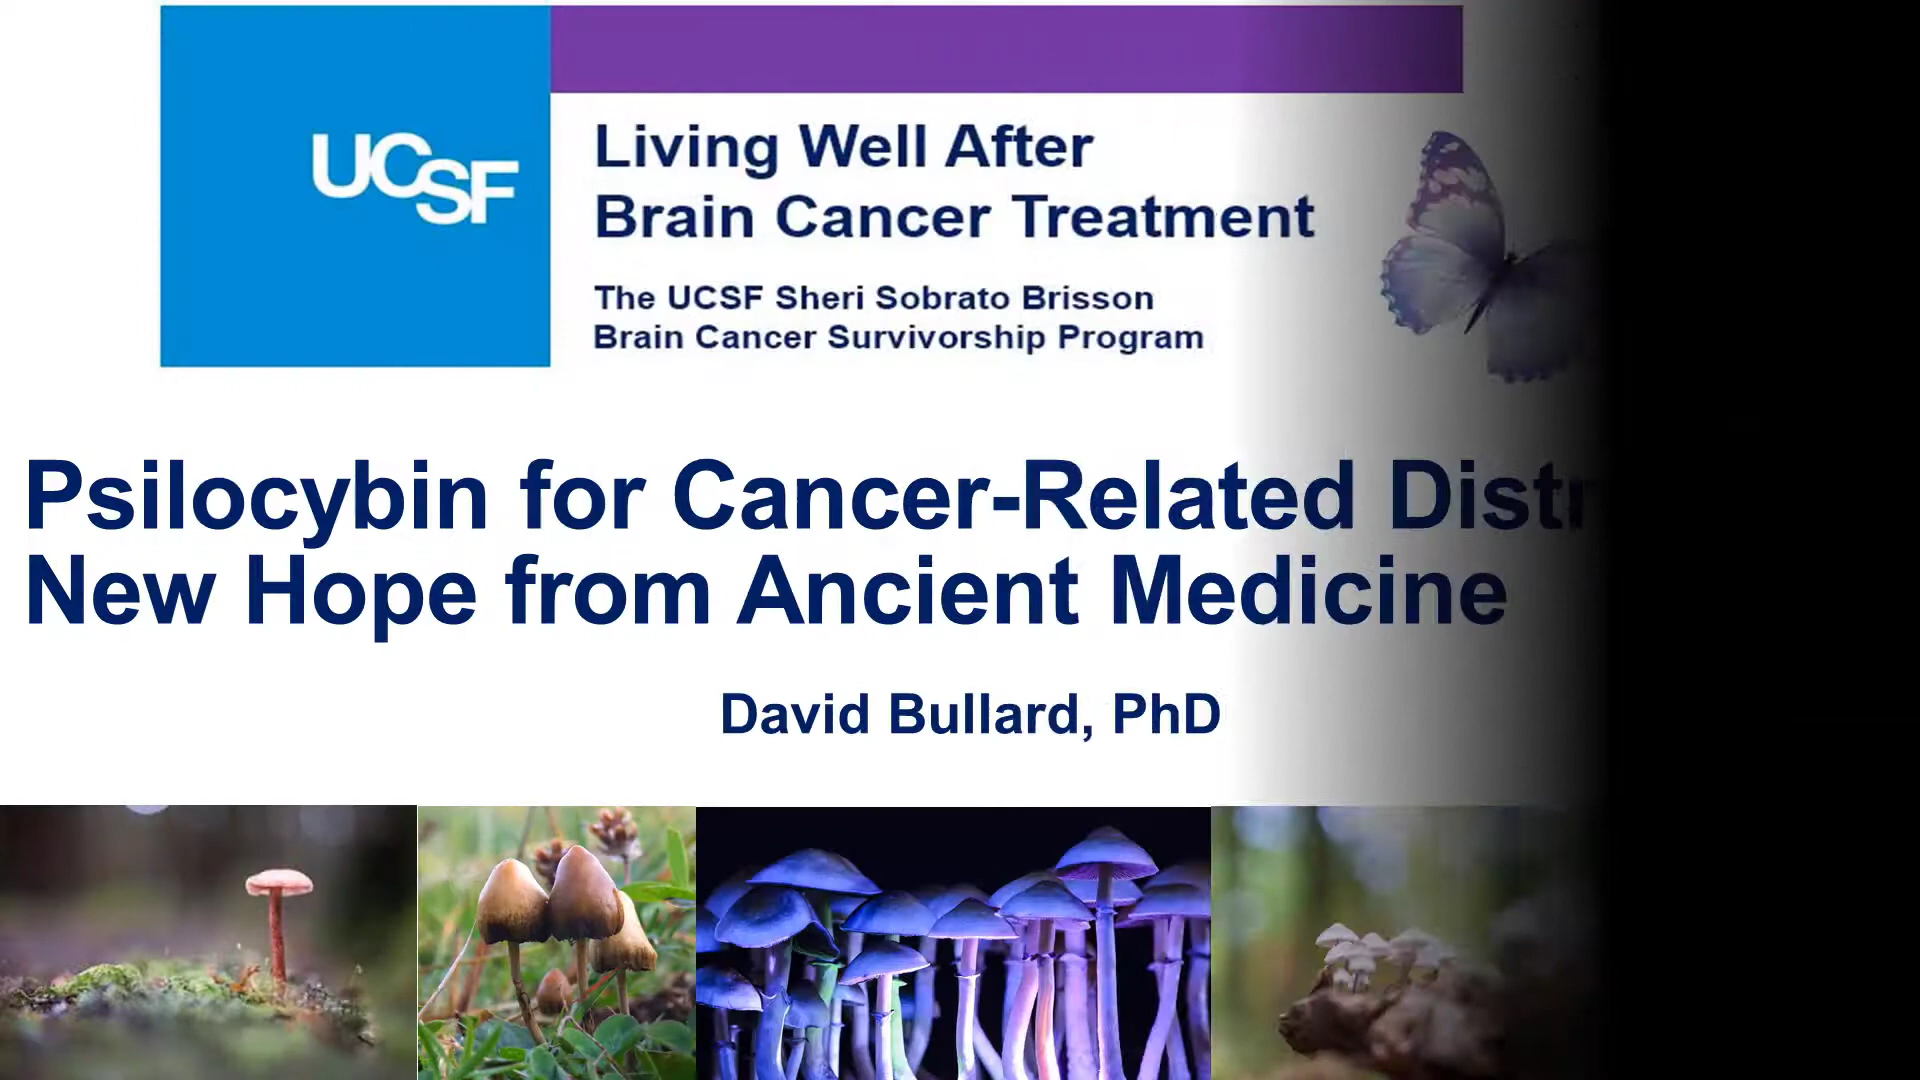 UCSF
Living Well After
Brain Cancer Treatment
The UCSF Sheri Sobrato Brisson
Brain Cancer Survivorship Program
Psilocybin for Cancer-Related
New Hope from Ancient Medicine
David Bullard, PhD